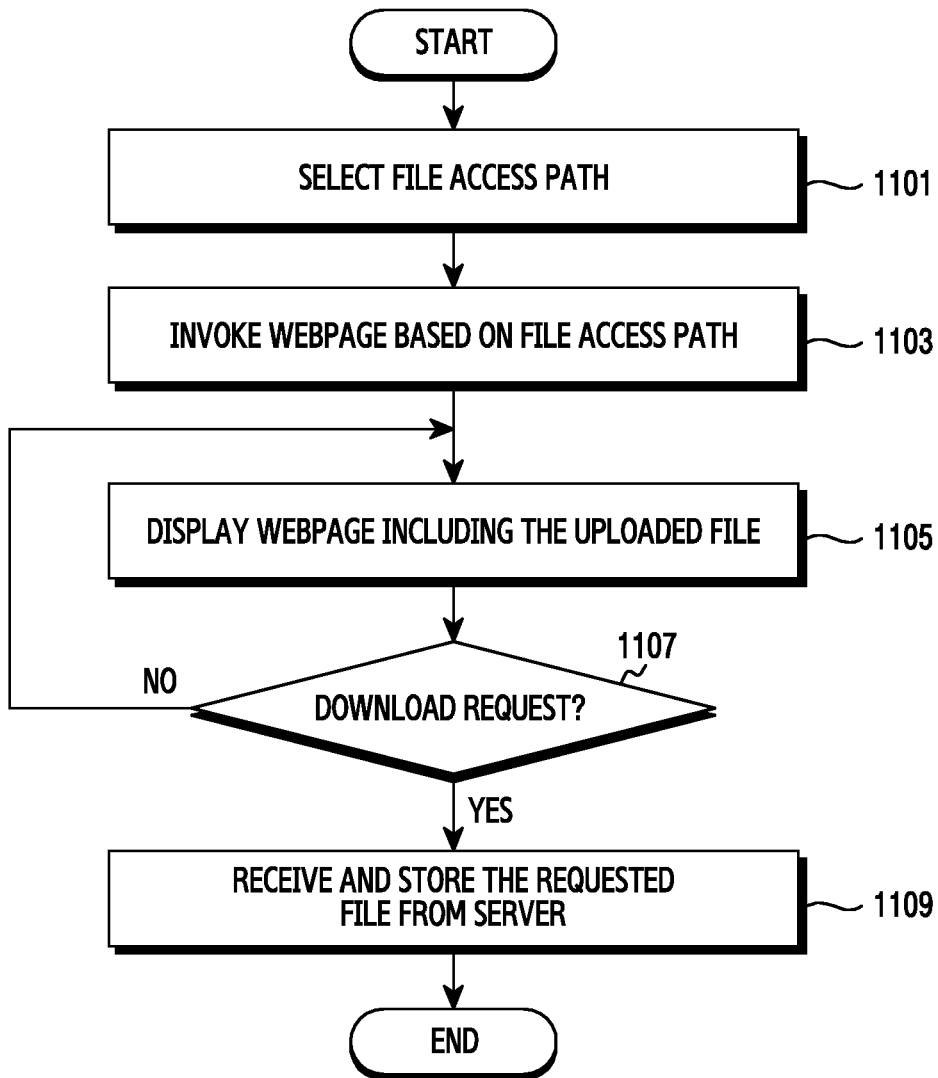 START
SELECT FILE ACCESS PATH
1101
INVOKE WEBPAGE BASED ON FILE ACCESS PATH
1103
DISPLAY WEBPAGE INCLUDING THE UPLOADED FILE
1105
1107
NO
DOWNLOAD REQUEST?
YES
RECEIVE AND STORE THE REQUESTED
FILE FROM SERVER
1109
END